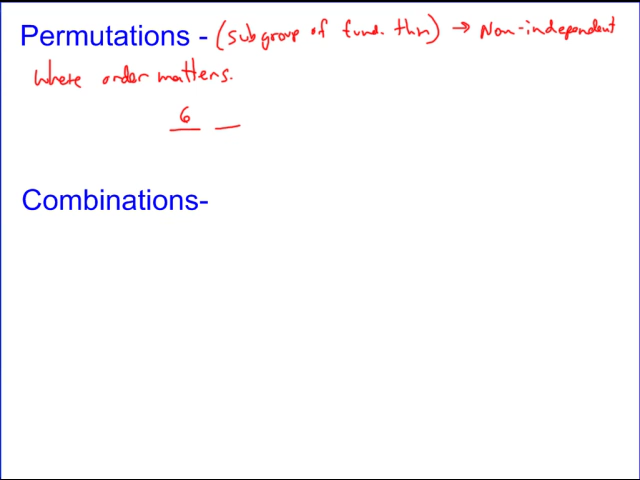 Permutations - (subgroup of fund. thm) → Non-independent
where order matters.
6
Combinations-